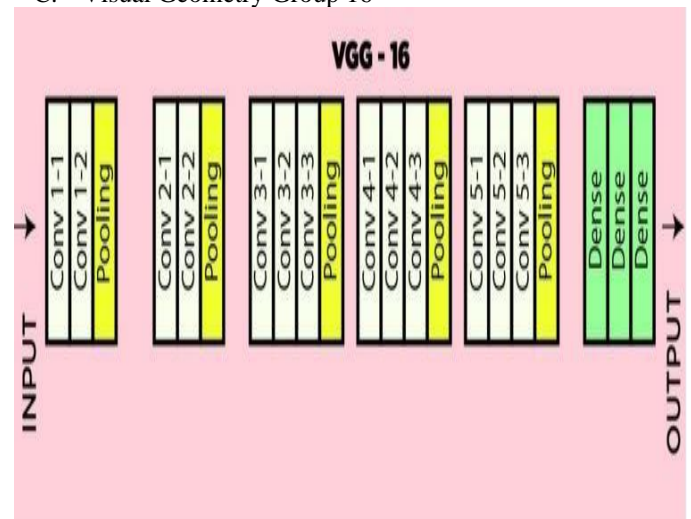 C. Visual Geometry Group 16
VGG - 16
INPUT
Conv 1-1
Conv 1-2
Pooling
Conv 2-1
Conv 2-2
Pooling
Conv 3-1
Conv 3-2
Conv 3-3
Pooling
Conv 4-1
Conv 4-2
Conv 4-3
Pooling
Conv 5-1
Conv 5-2
Conv 5-3
Pooling
Dense
Dense
Dense
OUTPUT